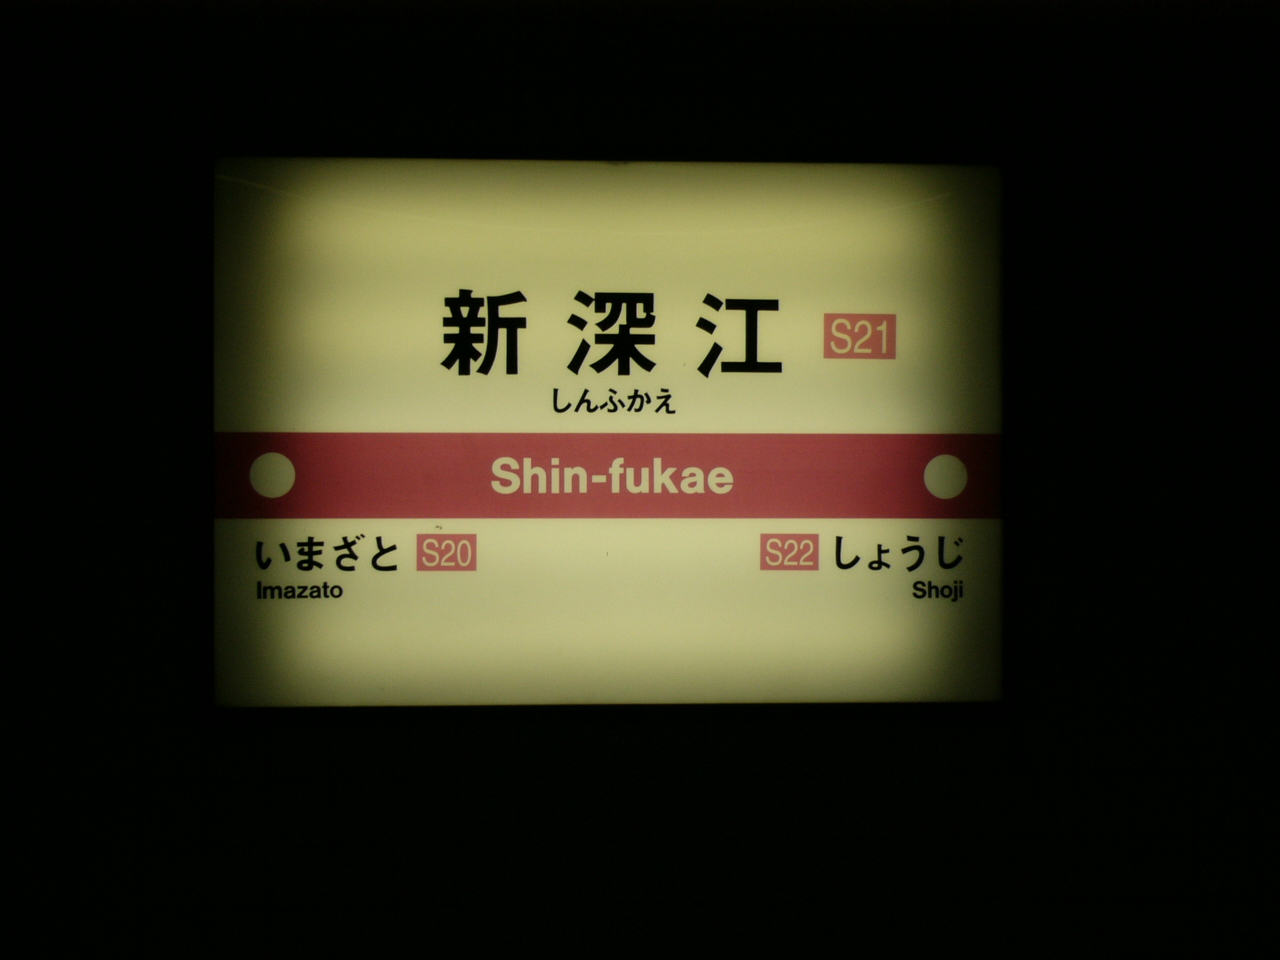 新深江 S21
しんふかえ
Shin-fukae
いまざと S20 S22 しょうじ
Imazato Shoji